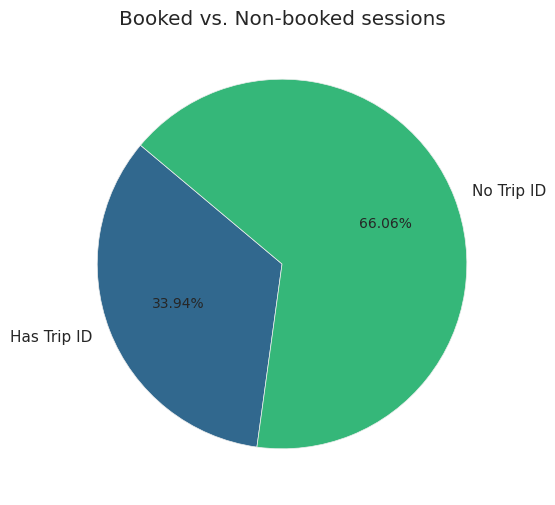 Booked vs. Non-booked sessions
No Trip ID
66.06%
33.94%
Has Trip ID